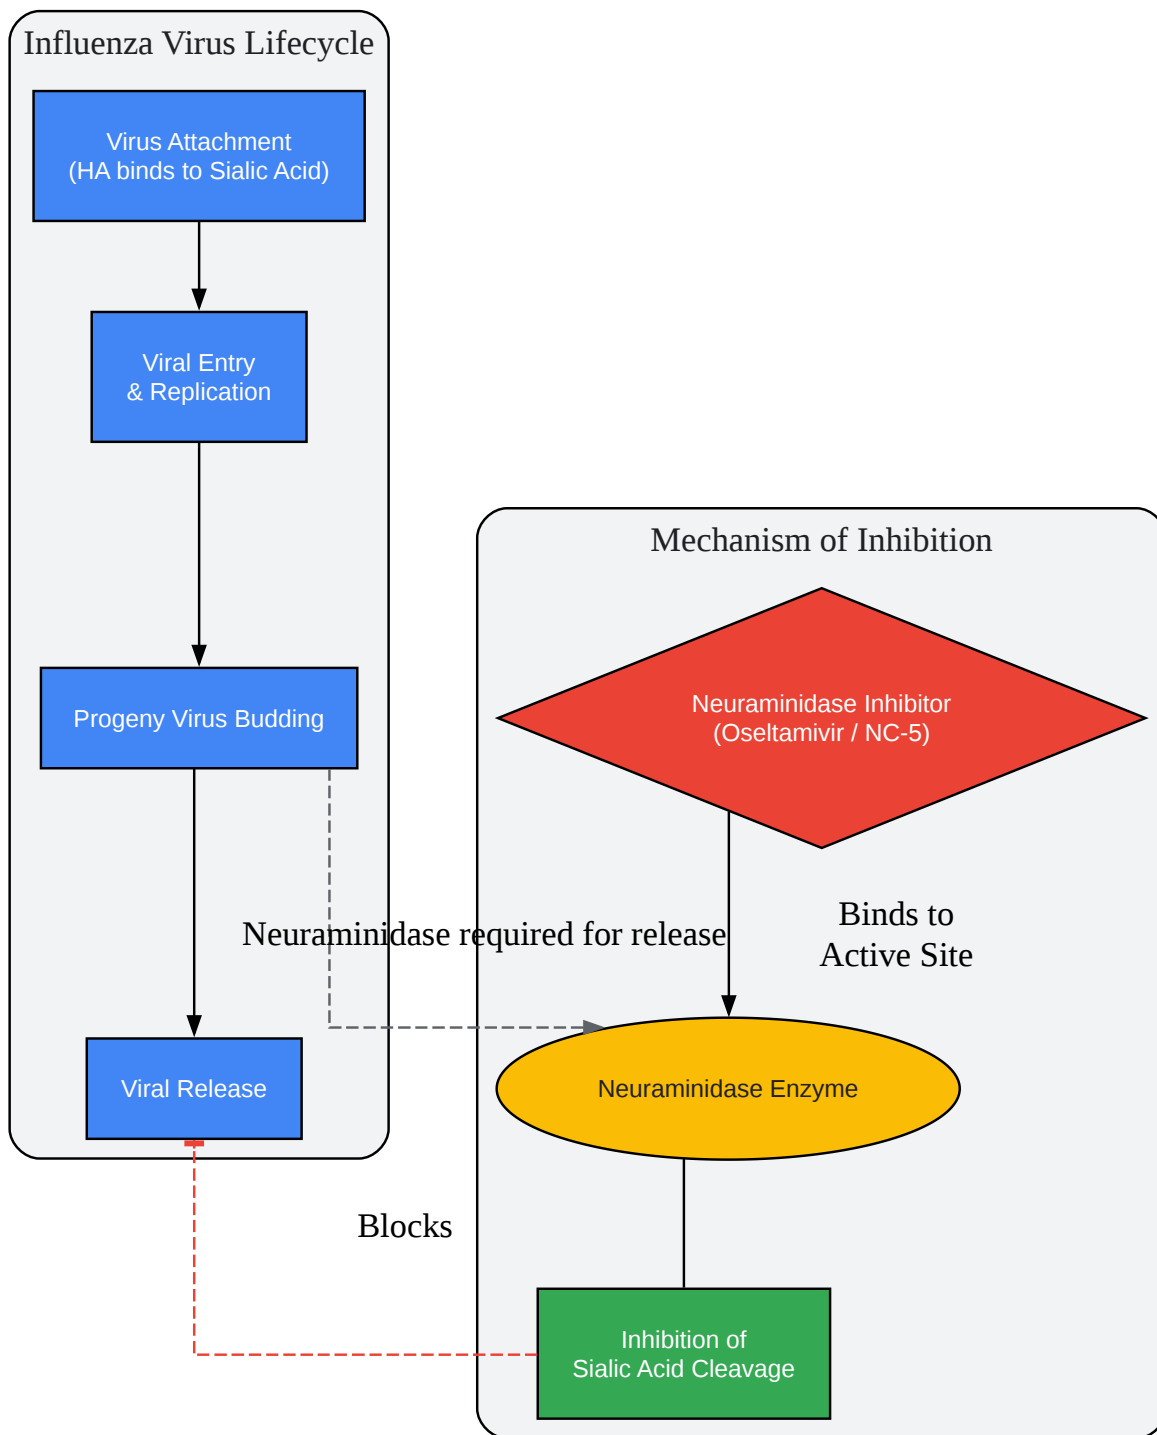 Influenza Virus Lifecycle
Virus Attachment
(HA binds to Sialic Acid)
Viral Entry
& Replication
Mechanism of Inhibition
Neuraminidase Inhibitor
(Oseltamivir / NC-5)
Progeny Virus Budding
Binds to
Active Site
Neuraminidase required for release
Viral Release
Neuraminidase Enzyme
Blocks
Inhibition of
Sialic Acid Cleavage